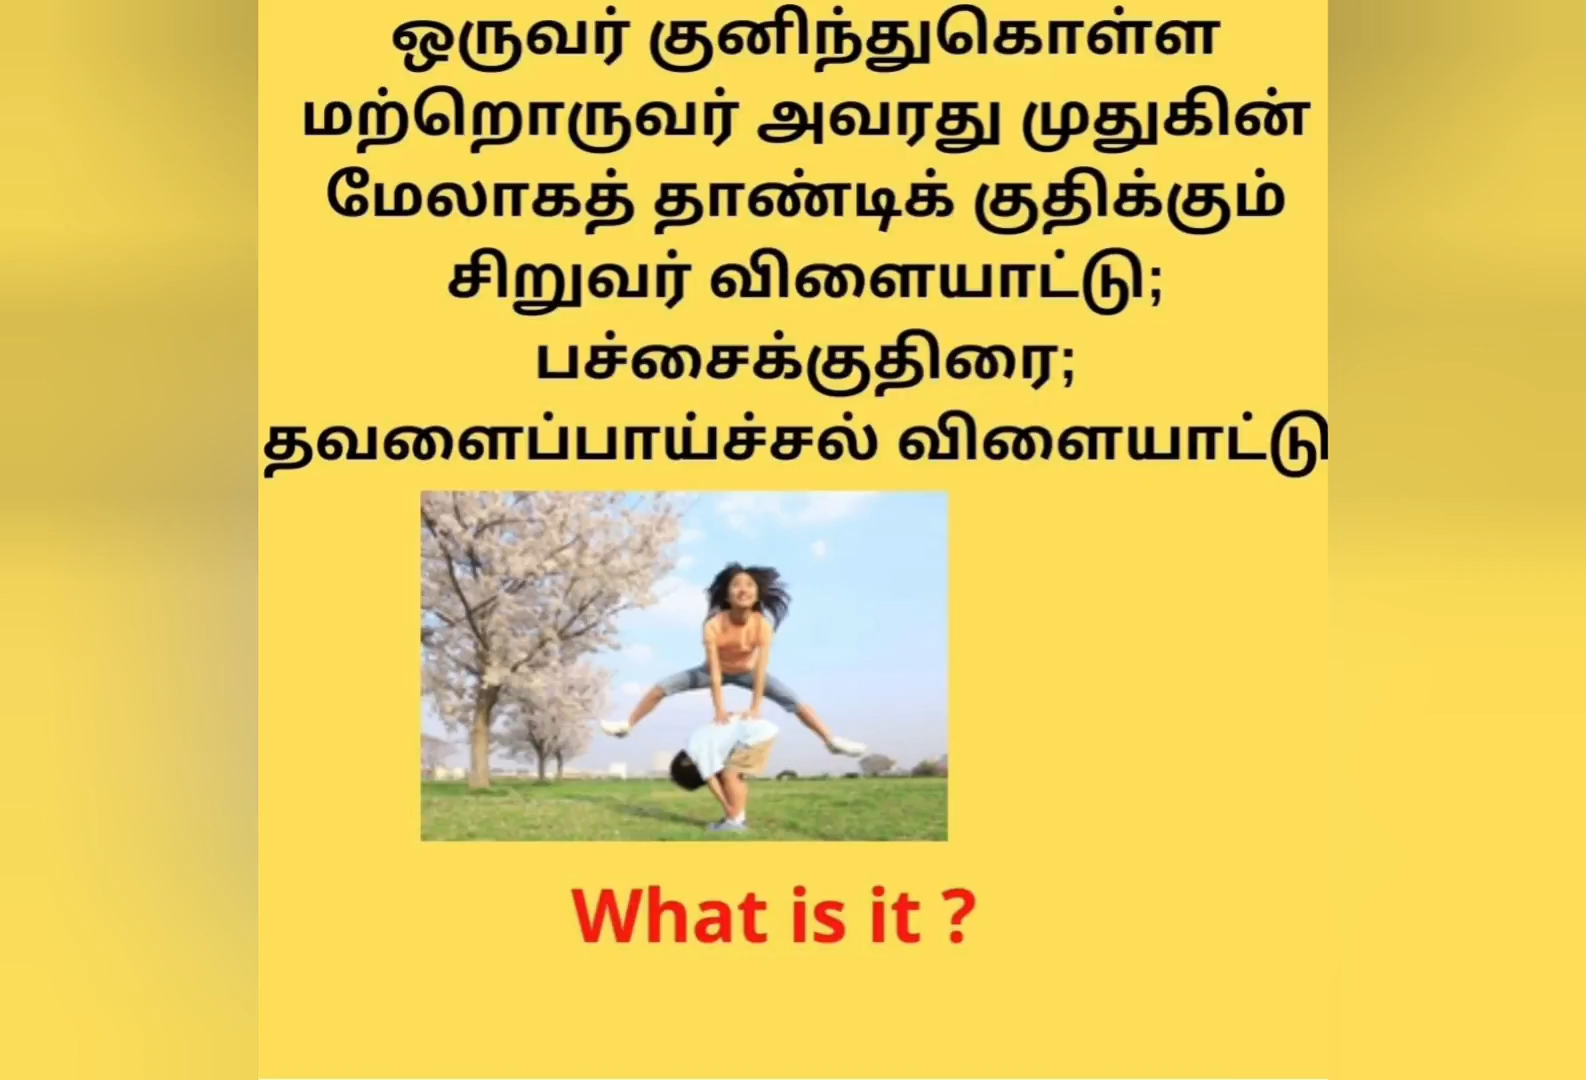 ஒருவர் குனிந்துகொள்ள
மற்றொருவர் அவரது முதுகின்
மேலாகத் தாண்டிக் குதிக்கும்
சிறுவர் விளையாட்டு;
பச்சைக்குதிரை;
தவளைப்பாய்ச்சல் விளையாட்டு
What is it ?